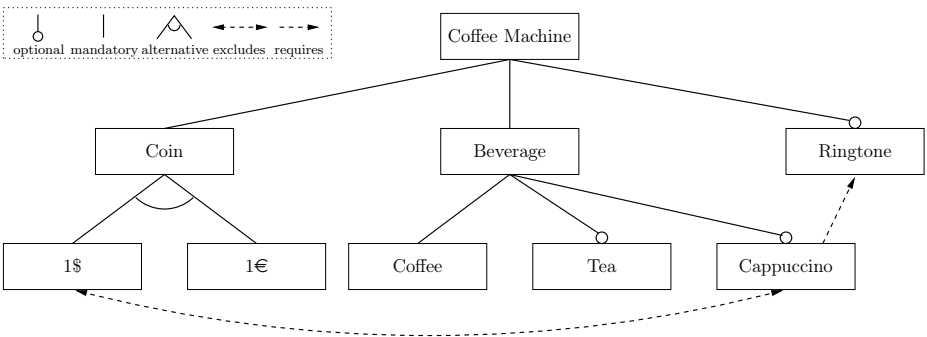 optional mandatory alternative excludes requires
Coffee Machine
Coin
Beverage
Ringtone
1$
1€
Coffee
Tea
Cappuccino